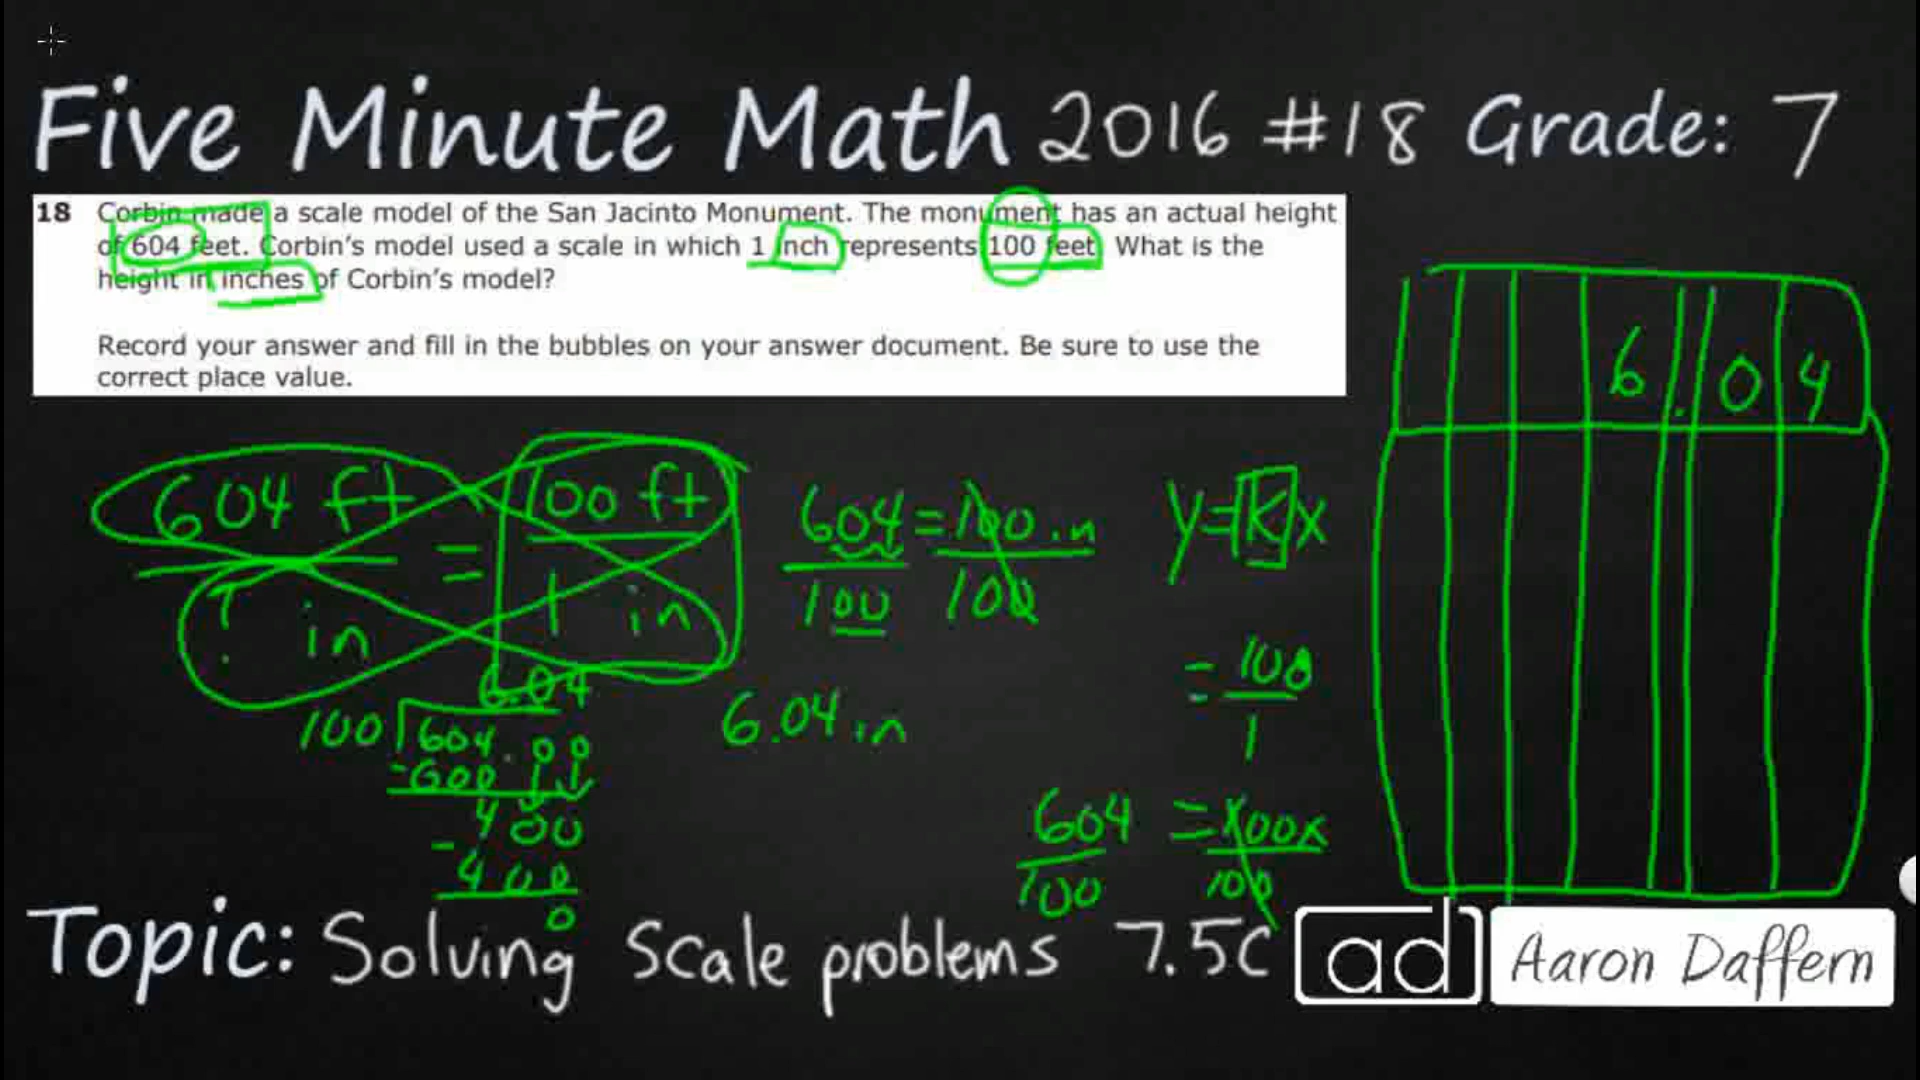 Five Minute Math 2016 #18 Grade: 7
18 Corbin made a scale model of the San Jacinto Monument. The monument has an actual height
of 604 feet. Corbin's model used a scale in which 1 inch represents 100 feet. What is the
height in inches of Corbin's model?
Record your answer and fill in the bubbles on your answer document. Be sure to use the
correct place value.
6.04
604 ft = 100 ft
? in 1 in
604 = 100 in
100 100
y=kx
= 100
1
6.04
100 604.00
-600
400
- 400
0
6.04 in
604 = 100x
100 100
Topic: Solving Scale problems 7.5C
ad Aaron Daffern